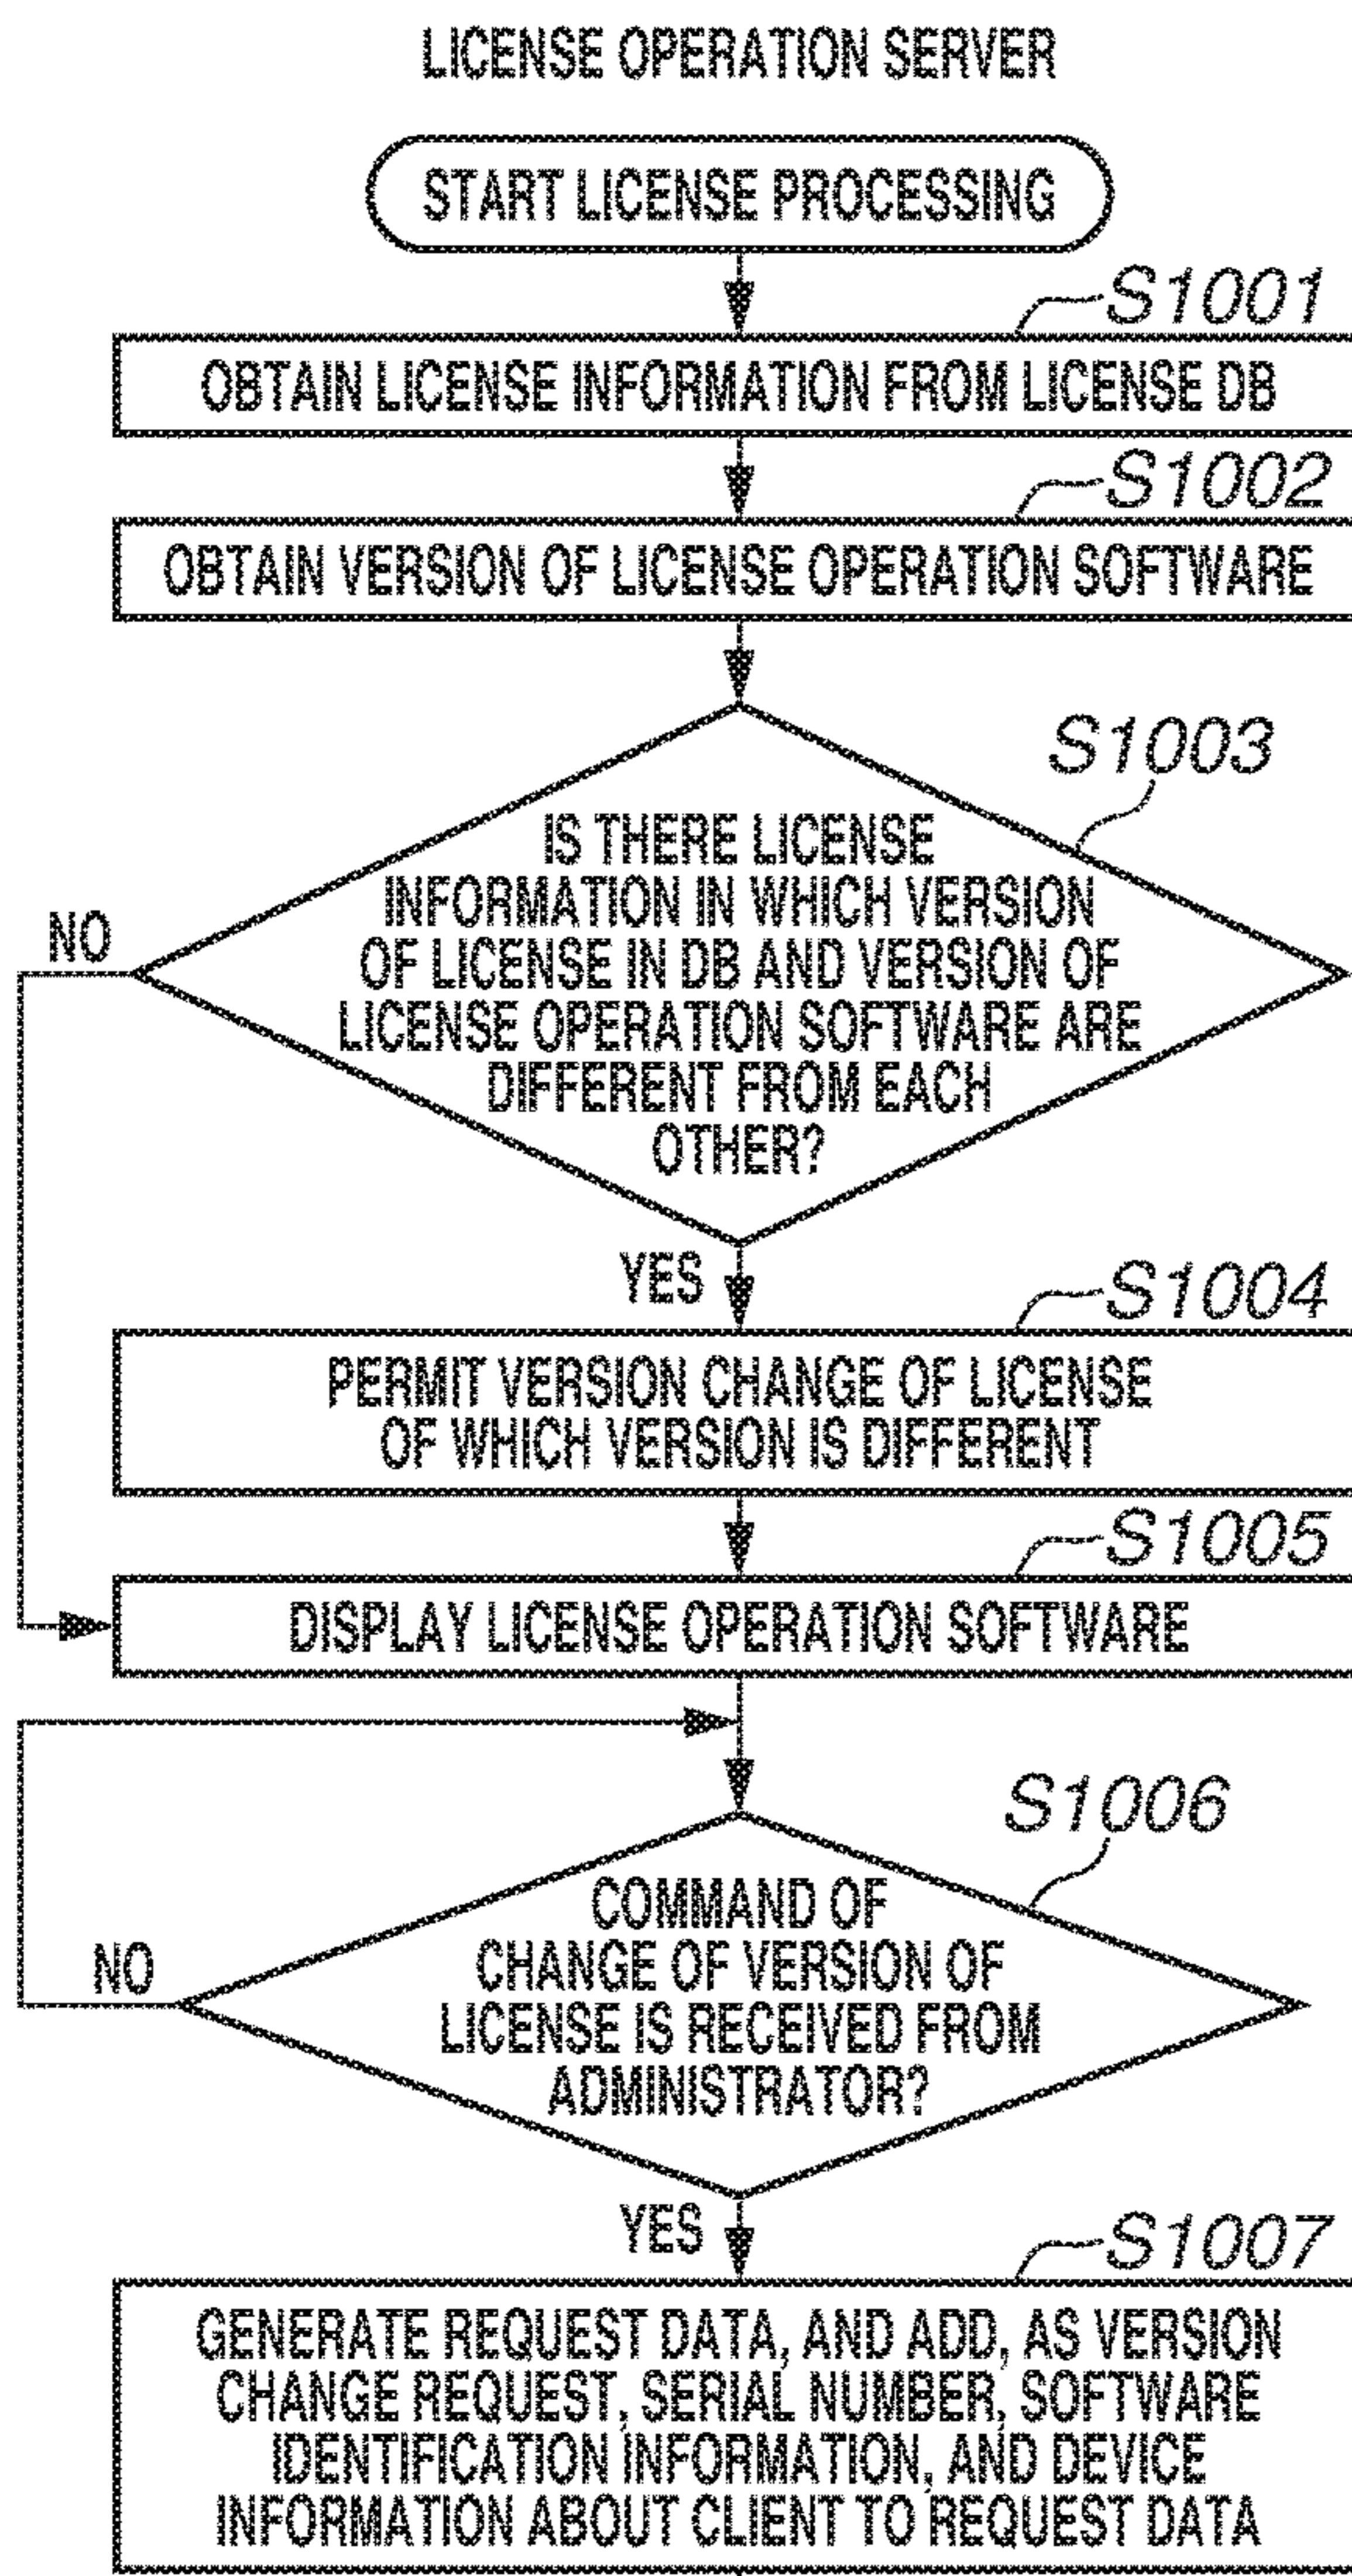 LICENSE OPERATION SERVER
START LICENSE PROCESSING
S1001
OBTAIN LICENSE INFORMATION FROM LICENSE DB
S1002
OBTAIN VERSION OF LICENSE OPERATION SOFTWARE
S1003
IS THERE LICENSE
INFORMATION IN WHICH VERSION
OF LICENSE IN DB AND VERSION OF
LICENSE OPERATION SOFTWARE ARE
DIFFERENT FROM EACH
OTHER?
NO
YES
S1004
PERMIT VERSION CHANGE OF LICENSE
OF WHICH VERSION IS DIFFERENT
S1005
DISPLAY LICENSE OPERATION SOFTWARE
S1006
COMMAND OF
CHANGE OF VERSION OF
LICENSE IS RECEIVED FROM
ADMINISTRATOR?
NO
YES
S1007
GENERATE REQUEST DATA, AND ADD, AS VERSION
CHANGE REQUEST, SERIAL NUMBER, SOFTWARE
IDENTIFICATION INFORMATION, AND DEVICE
INFORMATION ABOUT CLIENT TO REQUEST DATA